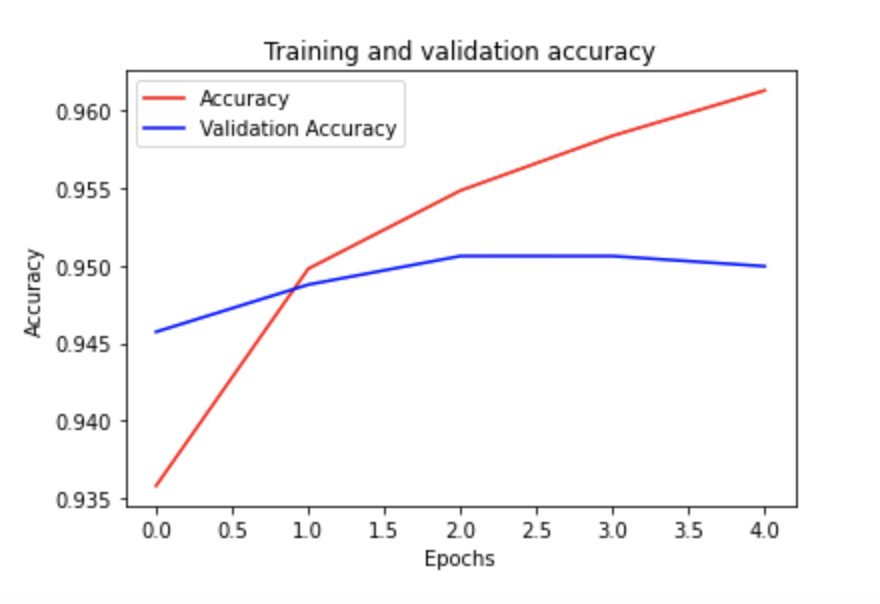 Training and validation accuracy
Accuracy
Validation Accuracy
0.960
0.955
0.950
0.945
0.940
0.935
Accuracy
0.0 0.5 1.0 1.5 2.0 2.5 3.0 3.5 4.0
Epochs